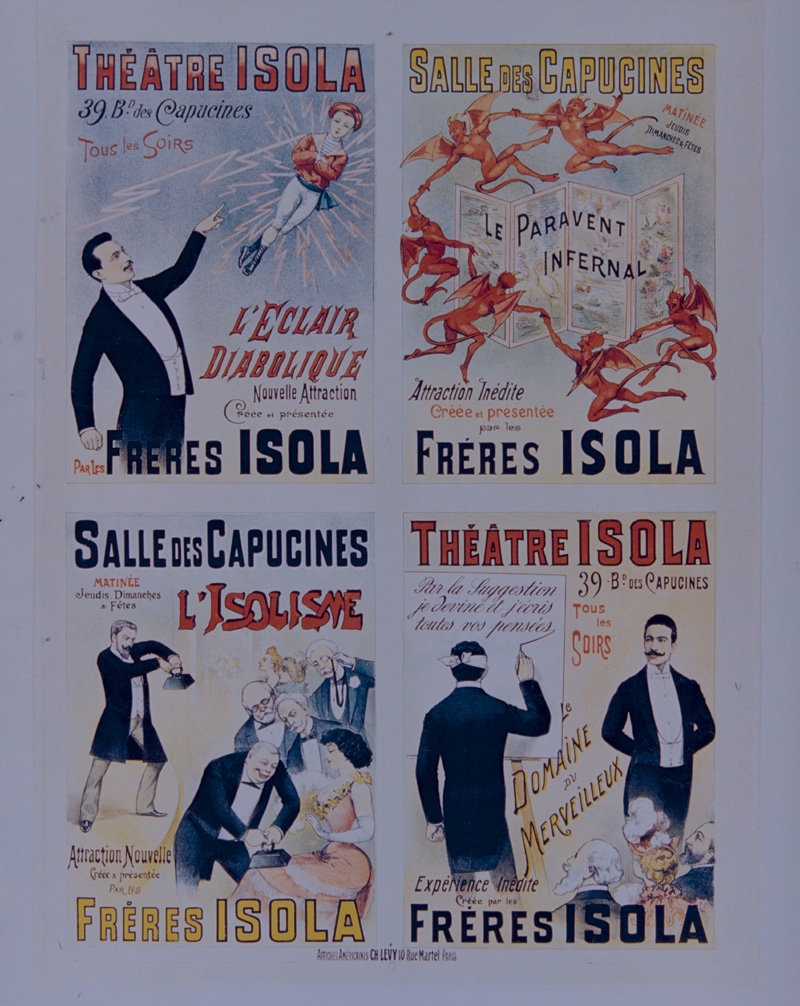 THÉÂTRE ISOLA
39, B.D des Capucines
Tous les Soirs
L'ECLAIR
DIABOLIQUE
Nouvelle Attraction
Créée et présentée
PAR LES FRÉRES ISOLA
SALLE DES CAPUCINES
MATINÉE
JEUDIS
DIMANCHES & FÊTES
LE PARAVENT
INFERNAL
Attraction Inédite
Créée et presentée
par les
FRÉRES ISOLA
SALLE DES CAPUCINES
MATINÉE
Jeudis, Dimanches
& Fêtes
L'ISOLISME
Attraction Nouvelle
Créée & présentée
PAR LES
FRÉRES ISOLA
THÉÂTRE ISOLA
39 B.D DES CAPUCINES
Tous
les
SOIRS
Par la Suggestion
je devine et j'écris
toutes vos pensées
Le
DOMAINE
DU
MERVEILLEUX
Expérience Inédite
Créée par les
FRÉRES ISOLA
AFFICHES AMERICAINES CH LEVY 10 Rue Martel PARIS